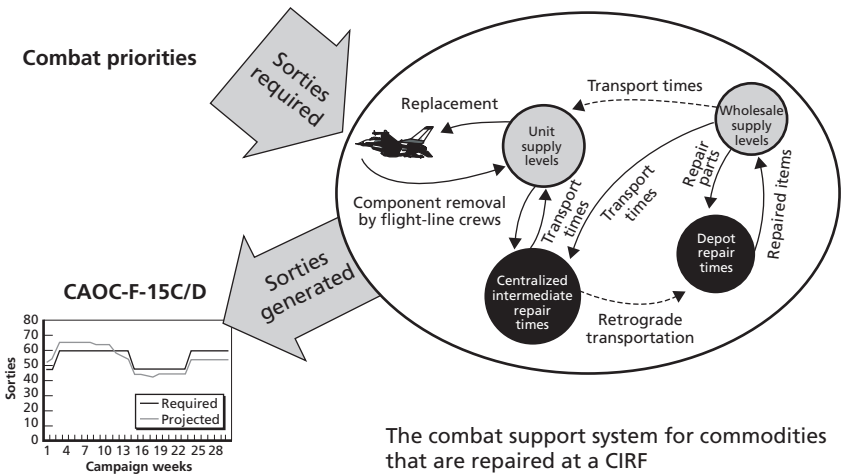 Combat priorities
Sorties
required
Replacement
Component removal
by flight-line crews
Unit
supply
levels
Transport times
Wholesale
supply
levels
Transport
times
Transport
times
Repair
parts
Repaired items
Depot
repair
times
Centralized
intermediate
repair
times
Retrograde
transportation
Sorties
generated
CAOC-F-15C/D
Sorties
80
70
60
50
40
30
20
10
0
Required
Projected
1 4 7 10 13 16 19 22 25 28
Campaign weeks
The combat support system for commodities
that are repaired at a CIRF